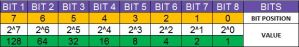 BIT 1 BIT 2 BIT 3 BIT 4 BIT 5 BIT 6 BIT 7 BIT 8 BITS
7 6 5 4 3 2 1 0 BIT POSITION
2^7 2^6 2^5 2^4 2^3 2^2 2^1 2^0 VALUE
128 64 32 16 8 4 2 1